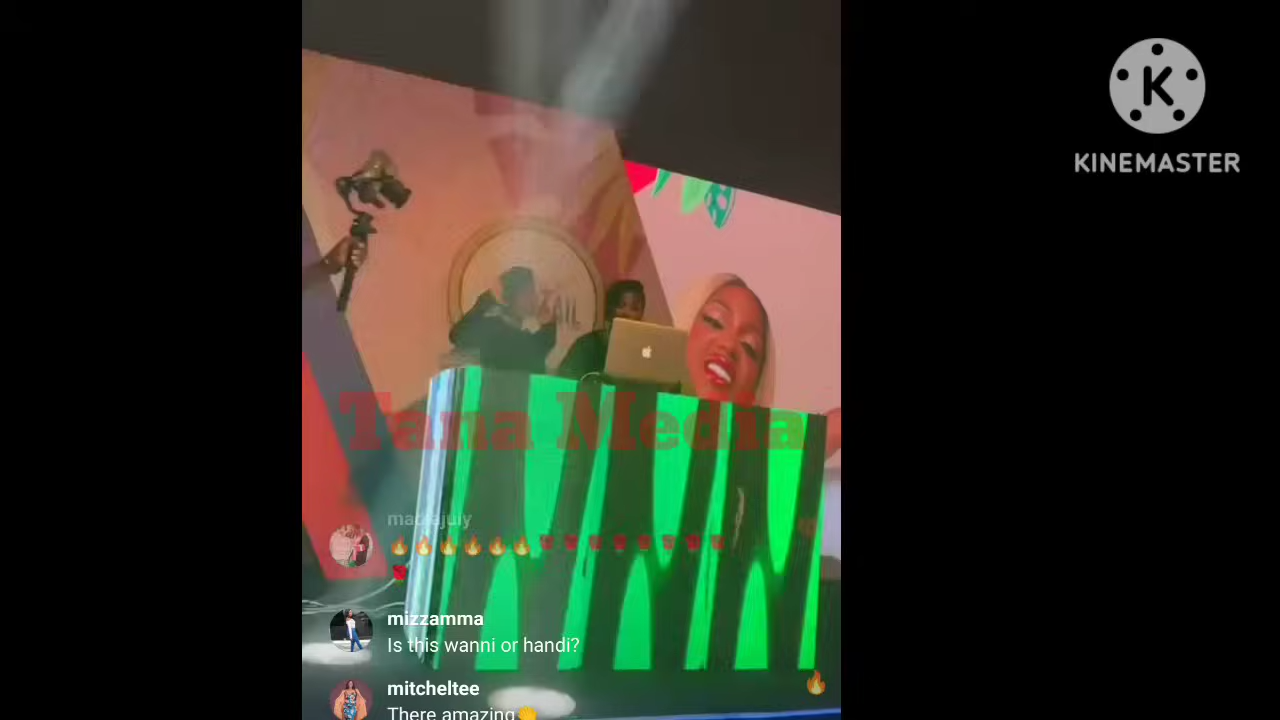 KINEMASTER
Tana Media
🔥🔥🔥🔥🔥🔥🌹🌹🌹🌹🌹🌹🌹🌹
🌹
mizzamma
Is this wanni or handi?
mitcheltee
There amazing👏